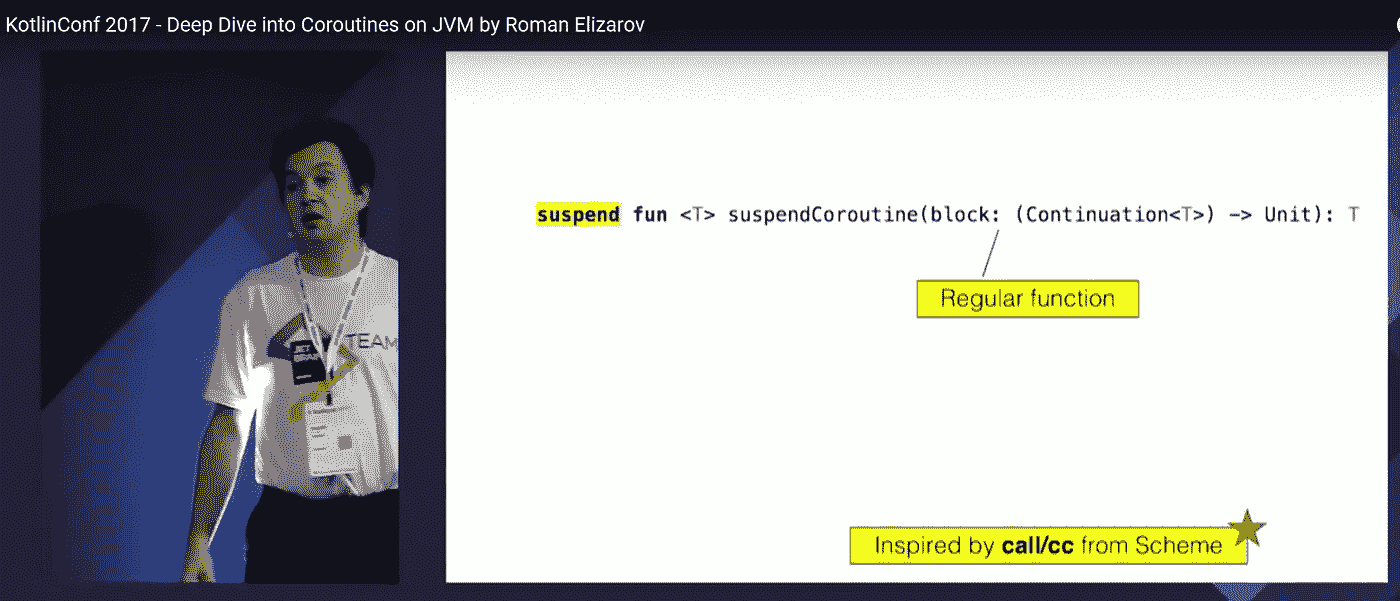 KotlinConf 2017 - Deep Dive into Coroutines on JVM by Roman Elizarov
suspend fun <T> suspendCoroutine(block: (Continuation<T>) -> Unit): T
Regular function
TEAM
JET
BRAINS
Inspired by call/cc from Scheme